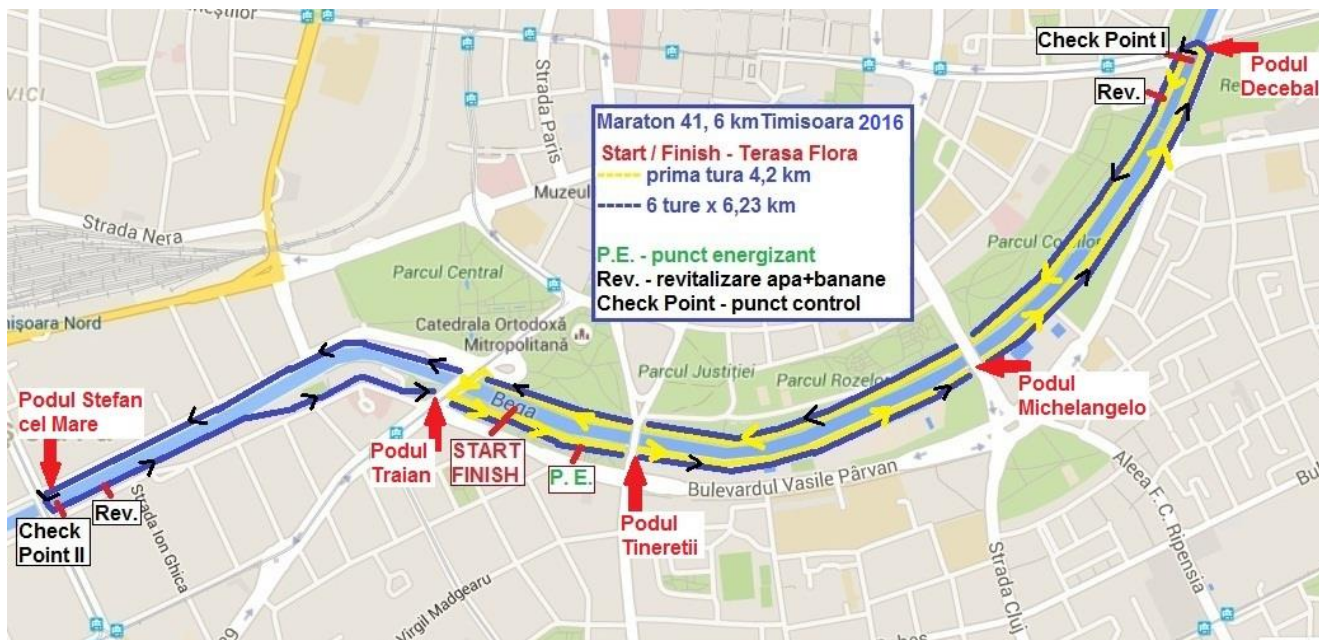 Check Point I
Podul
Decebal
Rev.
Strada Paris
Maraton 41, 6 km Timisoara 2016
Start / Finish - Terasa Flora
prima tura 4,2 km
6 ture x 6,23 km
P.E. - punct energizant
Rev. - revitalizare apa+banane
Check Point - punct control
VICI
Muzeul
Strada Nera
Parcul Central
Catedrala Ortodoxă
Mitropolitană
Parcul Justiției
Parcul Rozelor
Podul Stefan
cel Mare
Podul
Traian
Bega
START
FINISH
P. E.
Podul
Tineretii
Podul
Michelangelo
Bulevardul Vasile Pârvan
Aleea F. C. Ripensia
Strada Cluj
Check
Point II
Rev.
Strada Ion Ghica
Virgil Madgearu